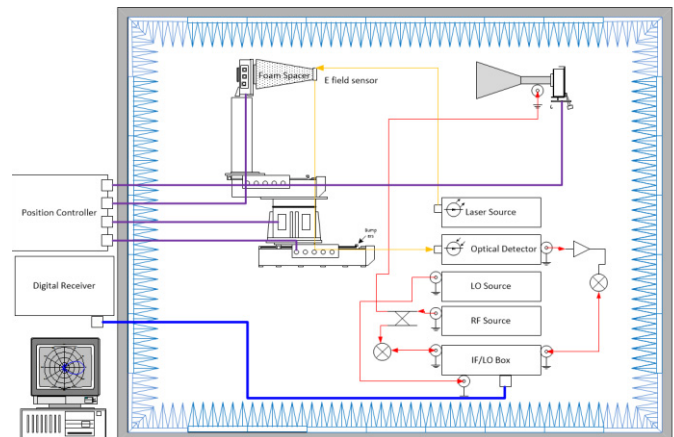 Foam Spacer
E field sensor
Position Controller
Laser Source
Optical Detector
Digital Receiver
LO Source
RF Source
IF/LO Box